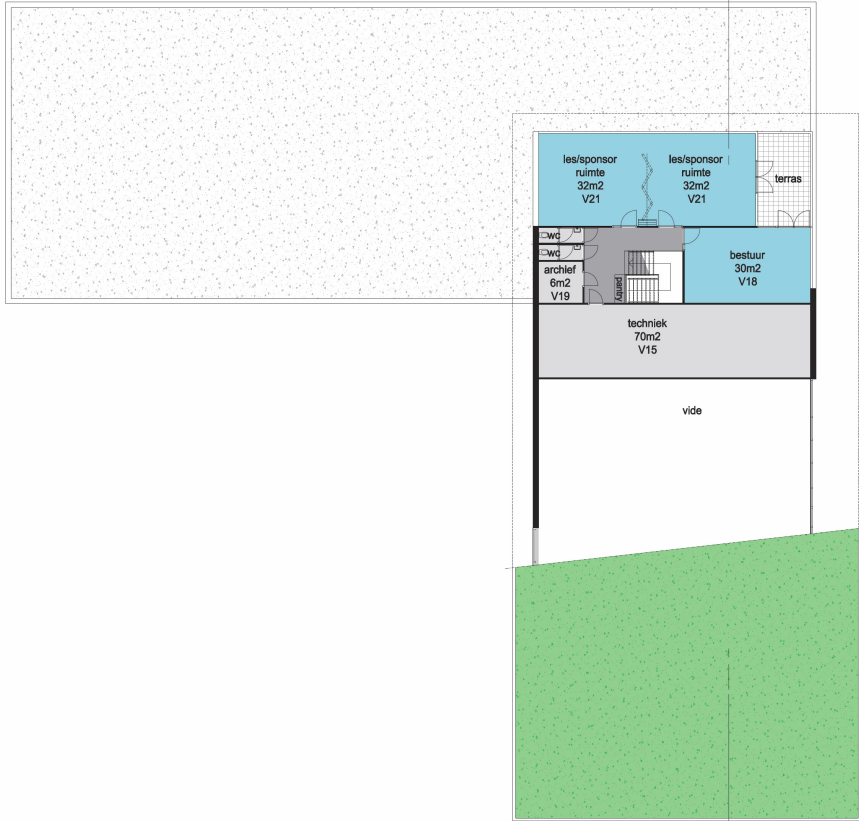 les/sponsor
ruimte
32m2
V21
les/sponsor
ruimte
32m2
V21
terras
wc
wc
archief
6m2
V19
pantry
bestuur
30m2
V18
techniek
70m2
V15
vide